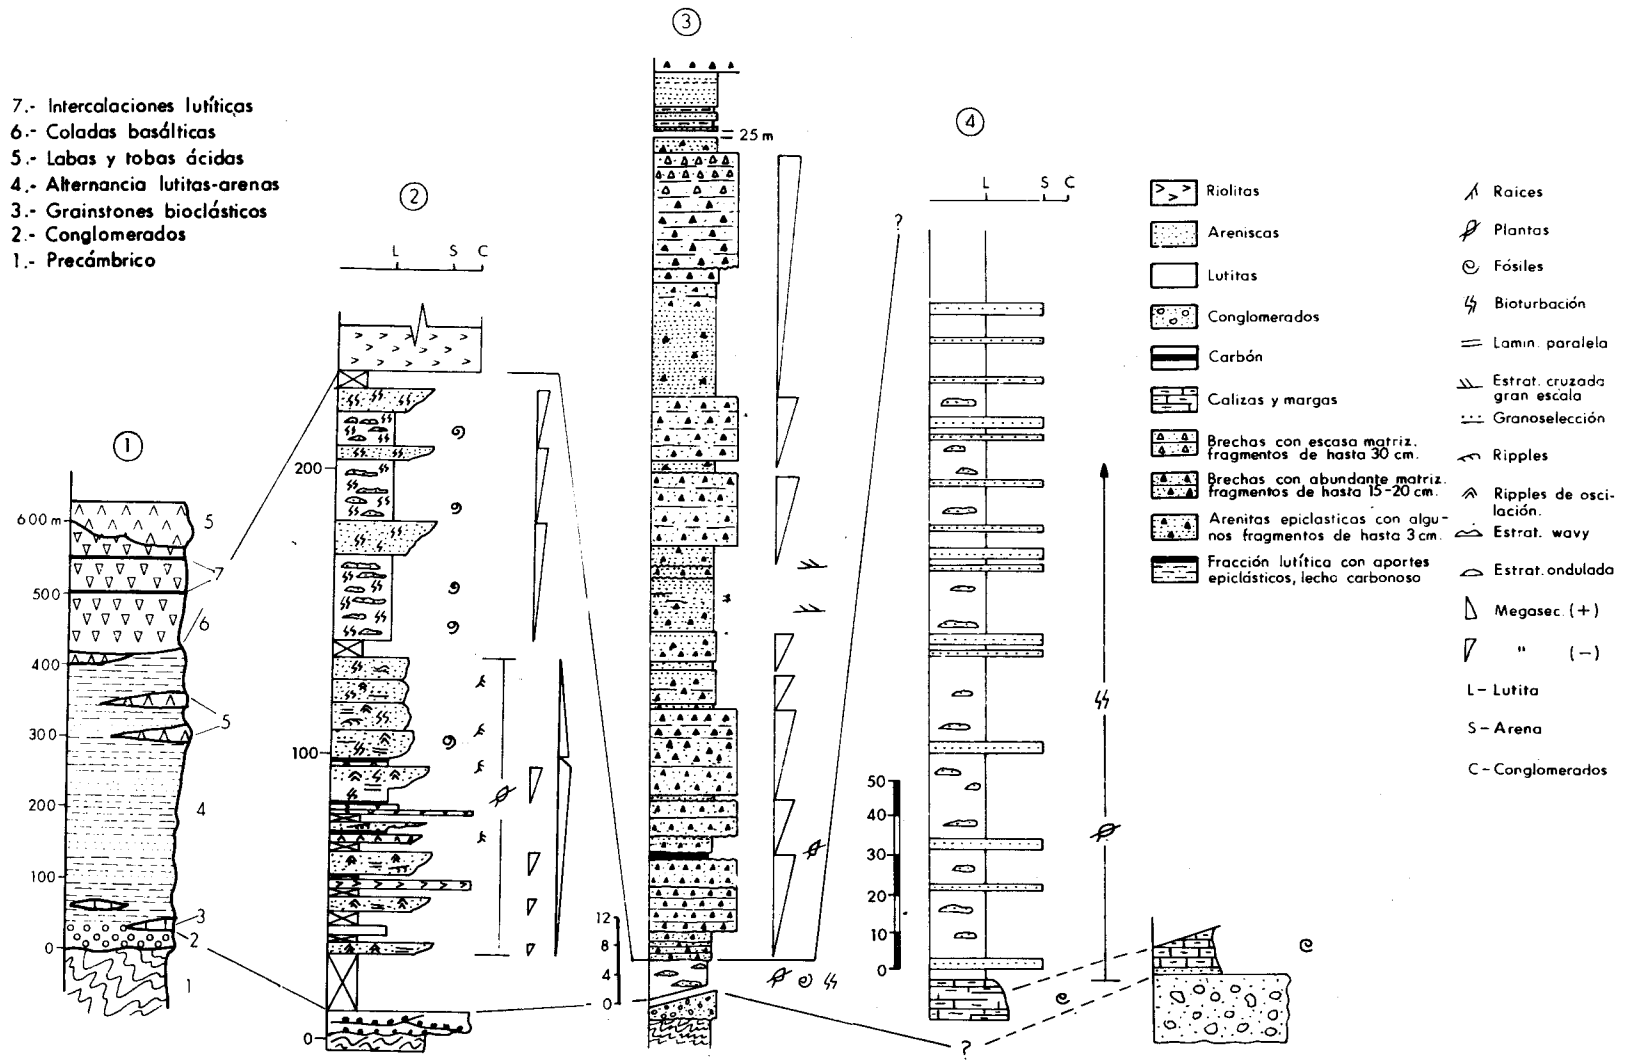 7.- Intercalaciones lutíticas
6.- Coladas basálticas
5.- Labas y tobas ácidas
4.- Alternancia lutitas-arenas
3.- Grainstones bioclásticos
2.- Conglomerados
1.- Precámbrico
1
600 m
500
400
300
200
100
0
5
7
6
5
4
3
2
1
2
L S C
200
100
0
3
25 m
12
8
4
0
4
L S C
?
50
40
30
20
10
0
?
Riolitas
Areniscas
Lutitas
Conglomerados
Carbón
Calizas y margas
Brechas con escasa matriz.
fragmentos de hasta 30 cm.
Brechas con abundante matriz.
fragmentos de hasta 15-20 cm.
Arenitas epiclasticas con algu-
nos fragmentos de hasta 3 cm.
Fracción lutítica con aportes
epiclásticos, lecho carbonoso
Raices
Plantas
Fósiles
Bioturbación
Lamin. paralela
Estrat. cruzada
gran escala
Granoselección
Ripples
Ripples de osci-
lación.
Estrat. wavy
Estrat. ondulada
Megasec. (+)
" (-)
L- Lutita
S- Arena
C- Conglomerados